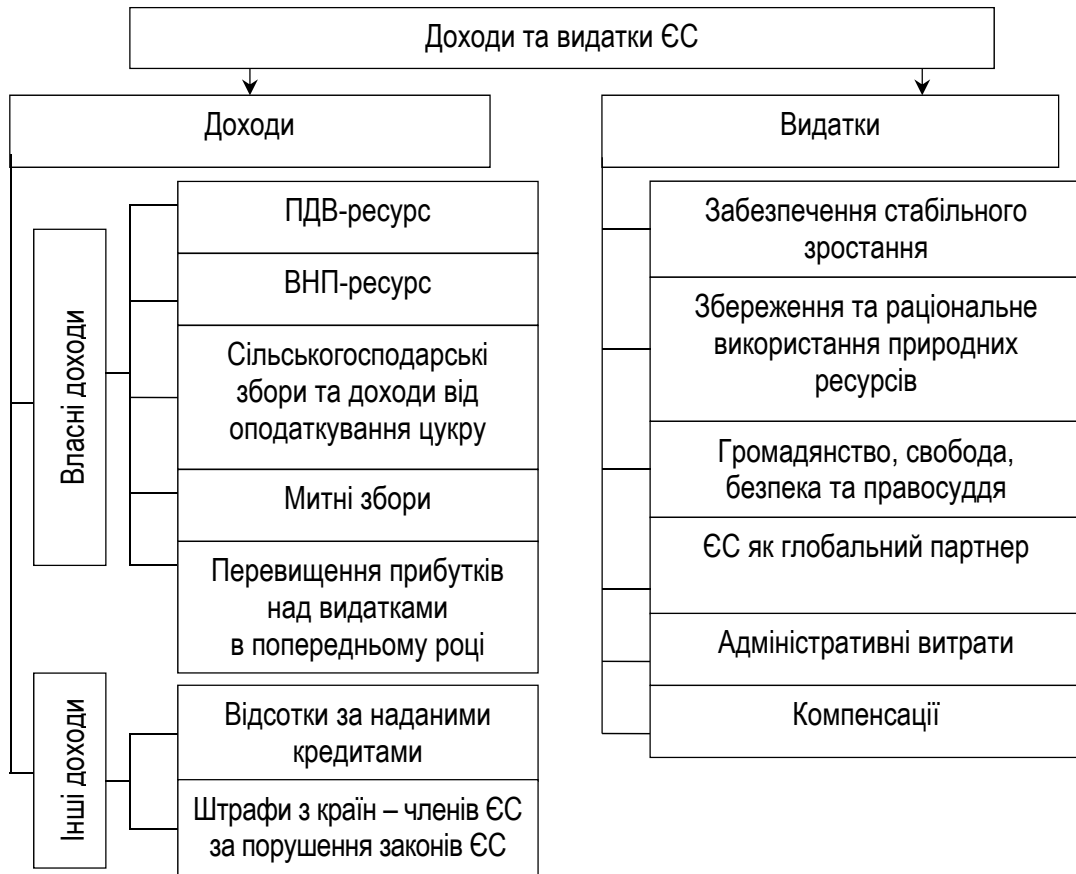 Доходи та видатки ЄС
Доходи
Видатки
Власні доходи
ПДВ-ресурс
ВНП-ресурс
Сільськогосподарські
збори та доходи від
оподаткування цукру
Митні збори
Перевищення прибутків
над видатками
в попередньому році
Інші доходи
Відсотки за наданими
кредитами
Штрафи з країн – членів ЄС
за порушення законів ЄС
Забезпечення стабільного
зростання
Збереження та раціональне
використання природних
ресурсів
Громадянство, свобода,
безпека та правосуддя
ЄС як глобальний партнер
Адміністративні витрати
Компенсації